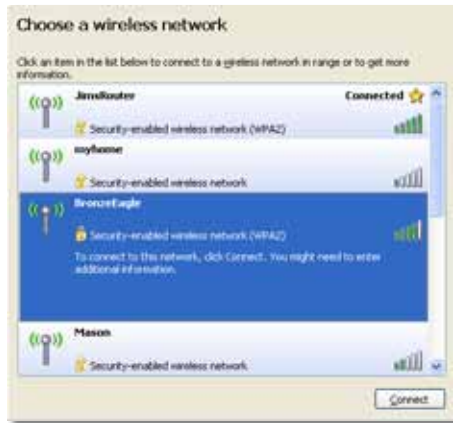 Choose a wireless network
Click an item in the list below to connect to a wireless network in range or to get more
information.
JimsRouter Connected
Security-enabled wireless network (WPA2)
myhome
Security-enabled wireless network
BronzeEagle
Security-enabled wireless network (WPA2)
To connect to this network, click Connect. You might need to enter
additional information.
Mason
Security-enabled wireless network
Connect